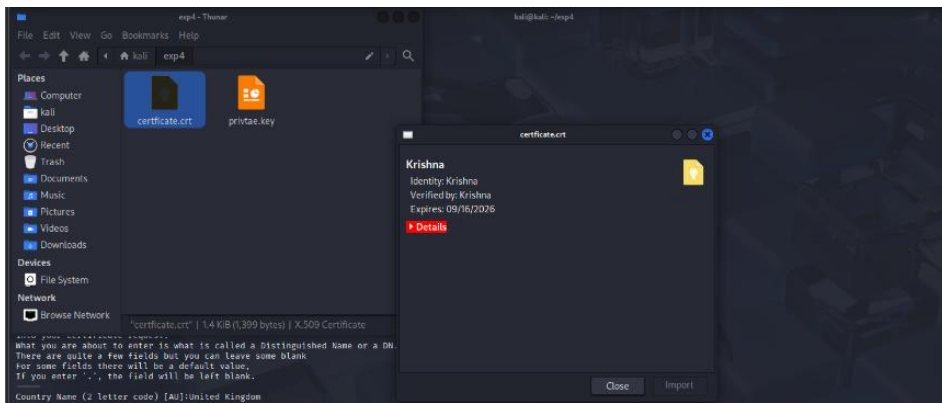 exp4 - Thunar
kali@kali: ~/exp4
File Edit View Go Bookmarks Help
kali exp4
Places
Computer
kali
Desktop
Recent
Trash
Documents
Music
Pictures
Videos
Downloads
Devices
File System
Network
Browse Network
certficate.crt
privtae.key
"certficate.crt" | 1.4 KiB (1,399 bytes) | X.509 Certificate
certficate.crt
Krishna
Identity: Krishna
Verified by: Krishna
Expires: 09/16/2026
Details
Close
Import
into your certificate request.
What you are about to enter is what is called a Distinguished Name or a DN.
There are quite a few fields but you can leave some blank
For some fields there will be a default value,
If you enter '.', the field will be left blank.
-----
Country Name (2 letter code) [AU]:United Kingdom